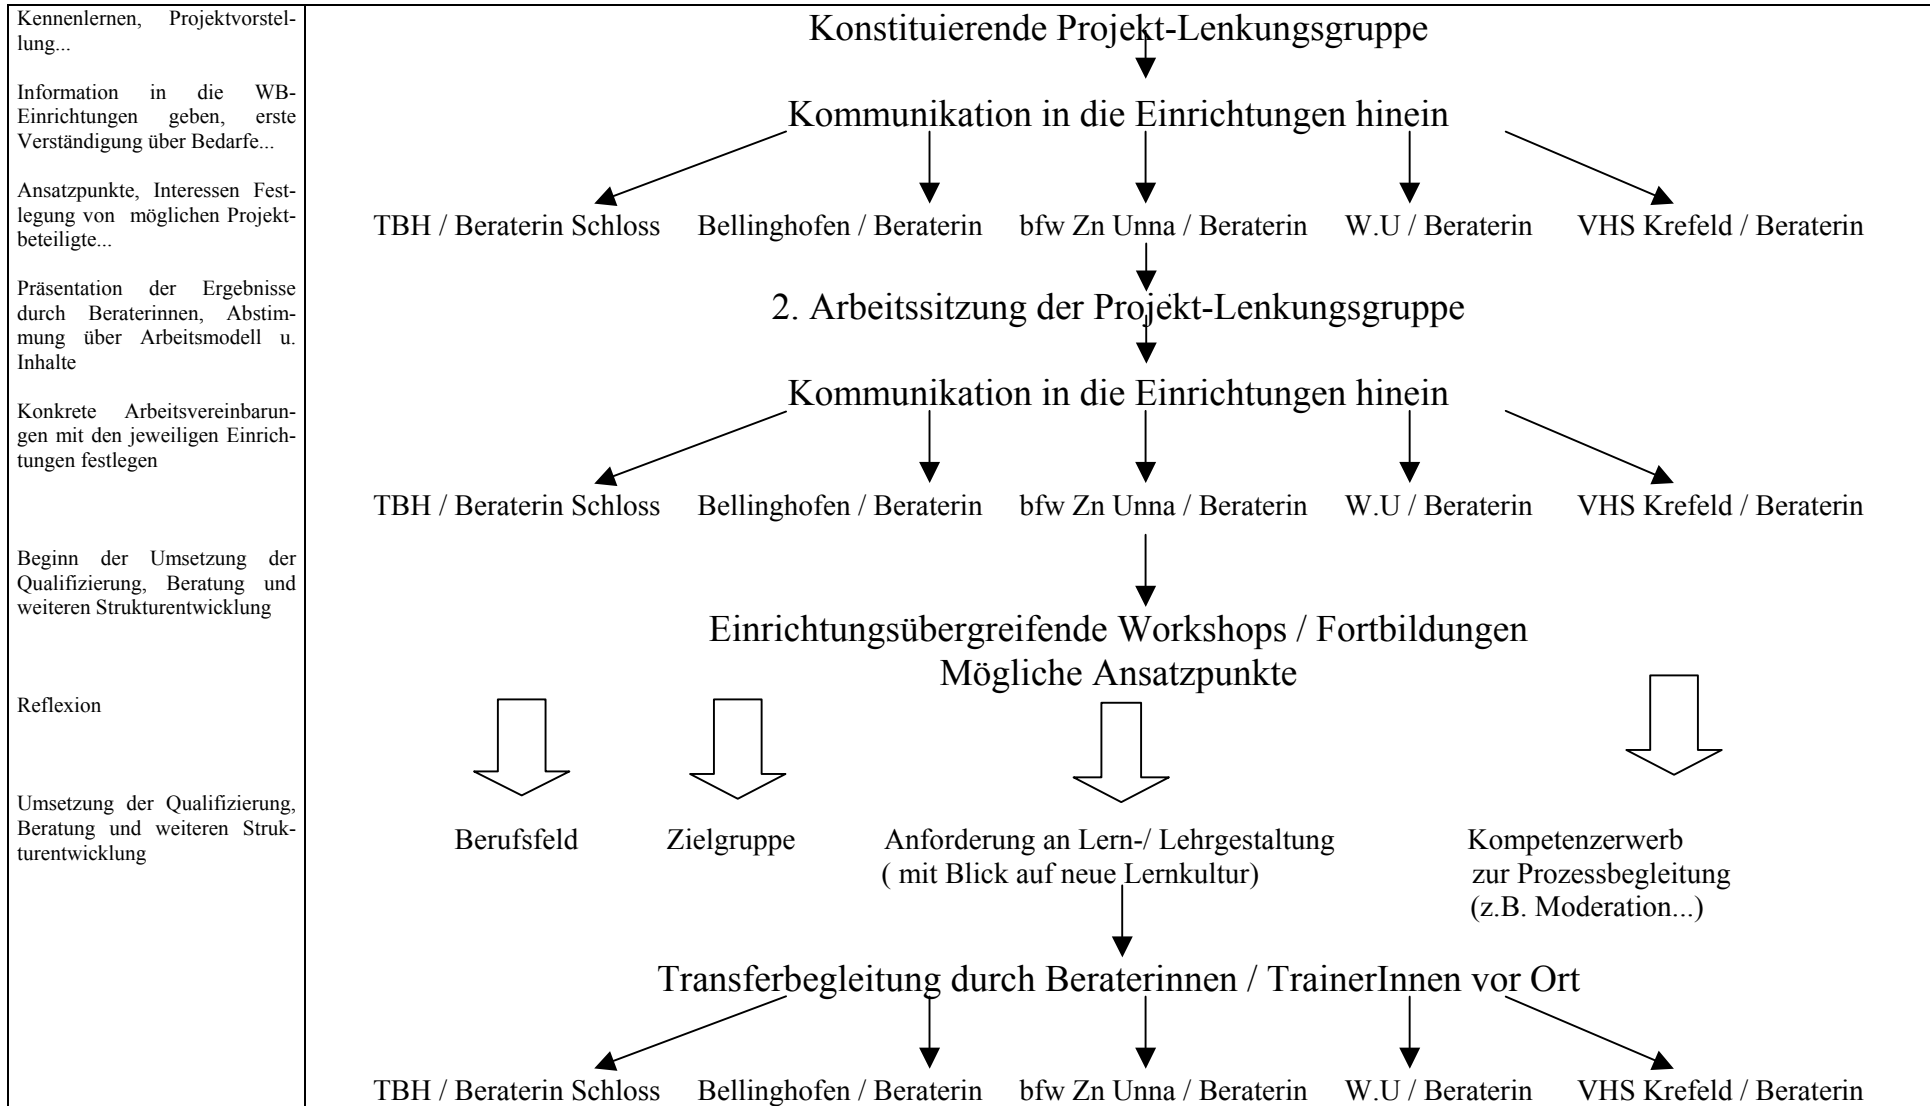 Kennenlernen, Projektvorstel-
lung...
Information in die WB-
Einrichtungen geben, erste
Verständigung über Bedarfe...
Ansatzpunkte, Interessen Fest-
legung von möglichen Projekt-
beteiligte...
Präsentation der Ergebnisse
durch Beraterinnen, Abstim-
mung über Arbeitsmodell u.
Inhalte
Konkrete Arbeitsvereinbarun-
gen mit den jeweiligen Einrich-
tungen festlegen
Beginn der Umsetzung der
Qualifizierung, Beratung und
weiteren Strukturentwicklung
Reflexion
Umsetzung der Qualifizierung,
Beratung und weiteren Struk-
turentwicklung
Konstituierende Projekt-Lenkungsgruppe
Kommunikation in die Einrichtungen hinein
TBH / Beraterin Schloss Bellinghofen / Beraterin bfw Zn Unna / Beraterin W.U / Beraterin VHS Krefeld / Beraterin
2. Arbeitssitzung der Projekt-Lenkungsgruppe
Kommunikation in die Einrichtungen hinein
TBH / Beraterin Schloss Bellinghofen / Beraterin bfw Zn Unna / Beraterin W.U / Beraterin VHS Krefeld / Beraterin
Einrichtungsübergreifende Workshops / Fortbildungen
Mögliche Ansatzpunkte
Berufsfeld
Zielgruppe
Anforderung an Lern-/ Lehrgestaltung
( mit Blick auf neue Lernkultur)
Kompetenzerwerb
zur Prozessbegleitung
(z.B. Moderation...)
Transferbegleitung durch Beraterinnen / TrainerInnen vor Ort
TBH / Beraterin Schloss Bellinghofen / Beraterin bfw Zn Unna / Beraterin W.U / Beraterin VHS Krefeld / Beraterin